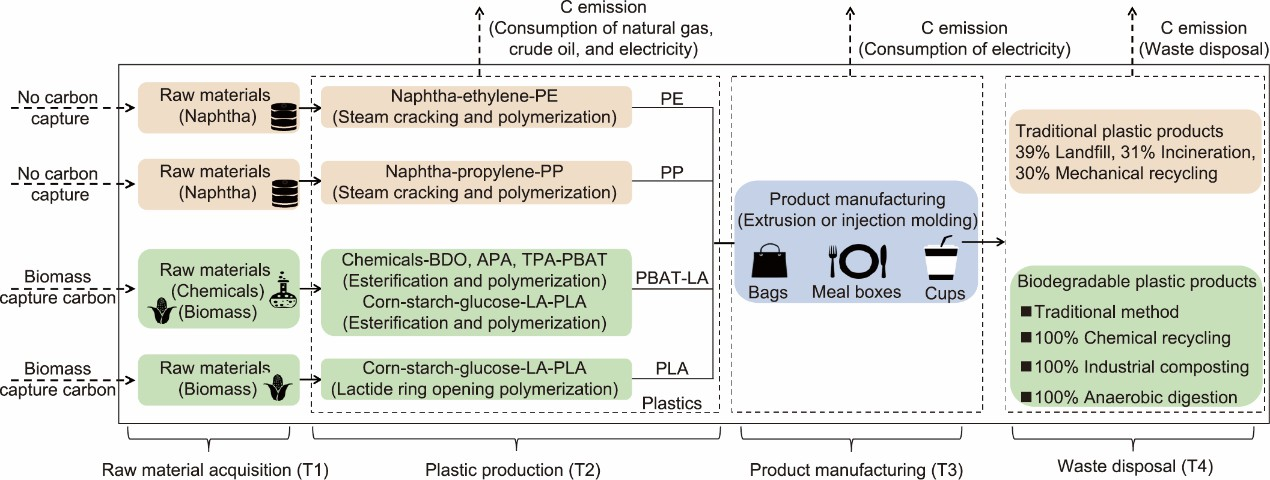 C emission
(Consumption of natural gas,
crude oil, and electricity)
C emission
(Consumption of electricity)
C emission
(Waste disposal)
No carbon
capture
Raw materials
(Naphtha)
Naphtha-ethylene-PE
(Steam cracking and polymerization)
PE
No carbon
capture
Raw materials
(Naphtha)
Naphtha-propylene-PP
(Steam cracking and polymerization)
PP
Biomass
capture carbon
Raw materials
(Chemicals)
(Biomass)
Chemicals-BDO, APA, TPA-PBAT
(Esterification and polymerization)
Corn-starch-glucose-LA-PLA
(Esterification and polymerization)
PBAT-LA
Biomass
capture carbon
Raw materials
(Biomass)
Corn-starch-glucose-LA-PLA
(Lactide ring opening polymerization)
PLA
Plastics
Product manufacturing
(Extrusion or injection molding)
Bags
Meal boxes
Cups
Traditional plastic products
39% Landfill, 31% Incineration,
30% Mechanical recycling
Biodegradable plastic products
■ Traditional method
■ 100% Chemical recycling
■ 100% Industrial composting
■ 100% Anaerobic digestion
Raw material acquisition (T1)
Plastic production (T2)
Product manufacturing (T3)
Waste disposal (T4)